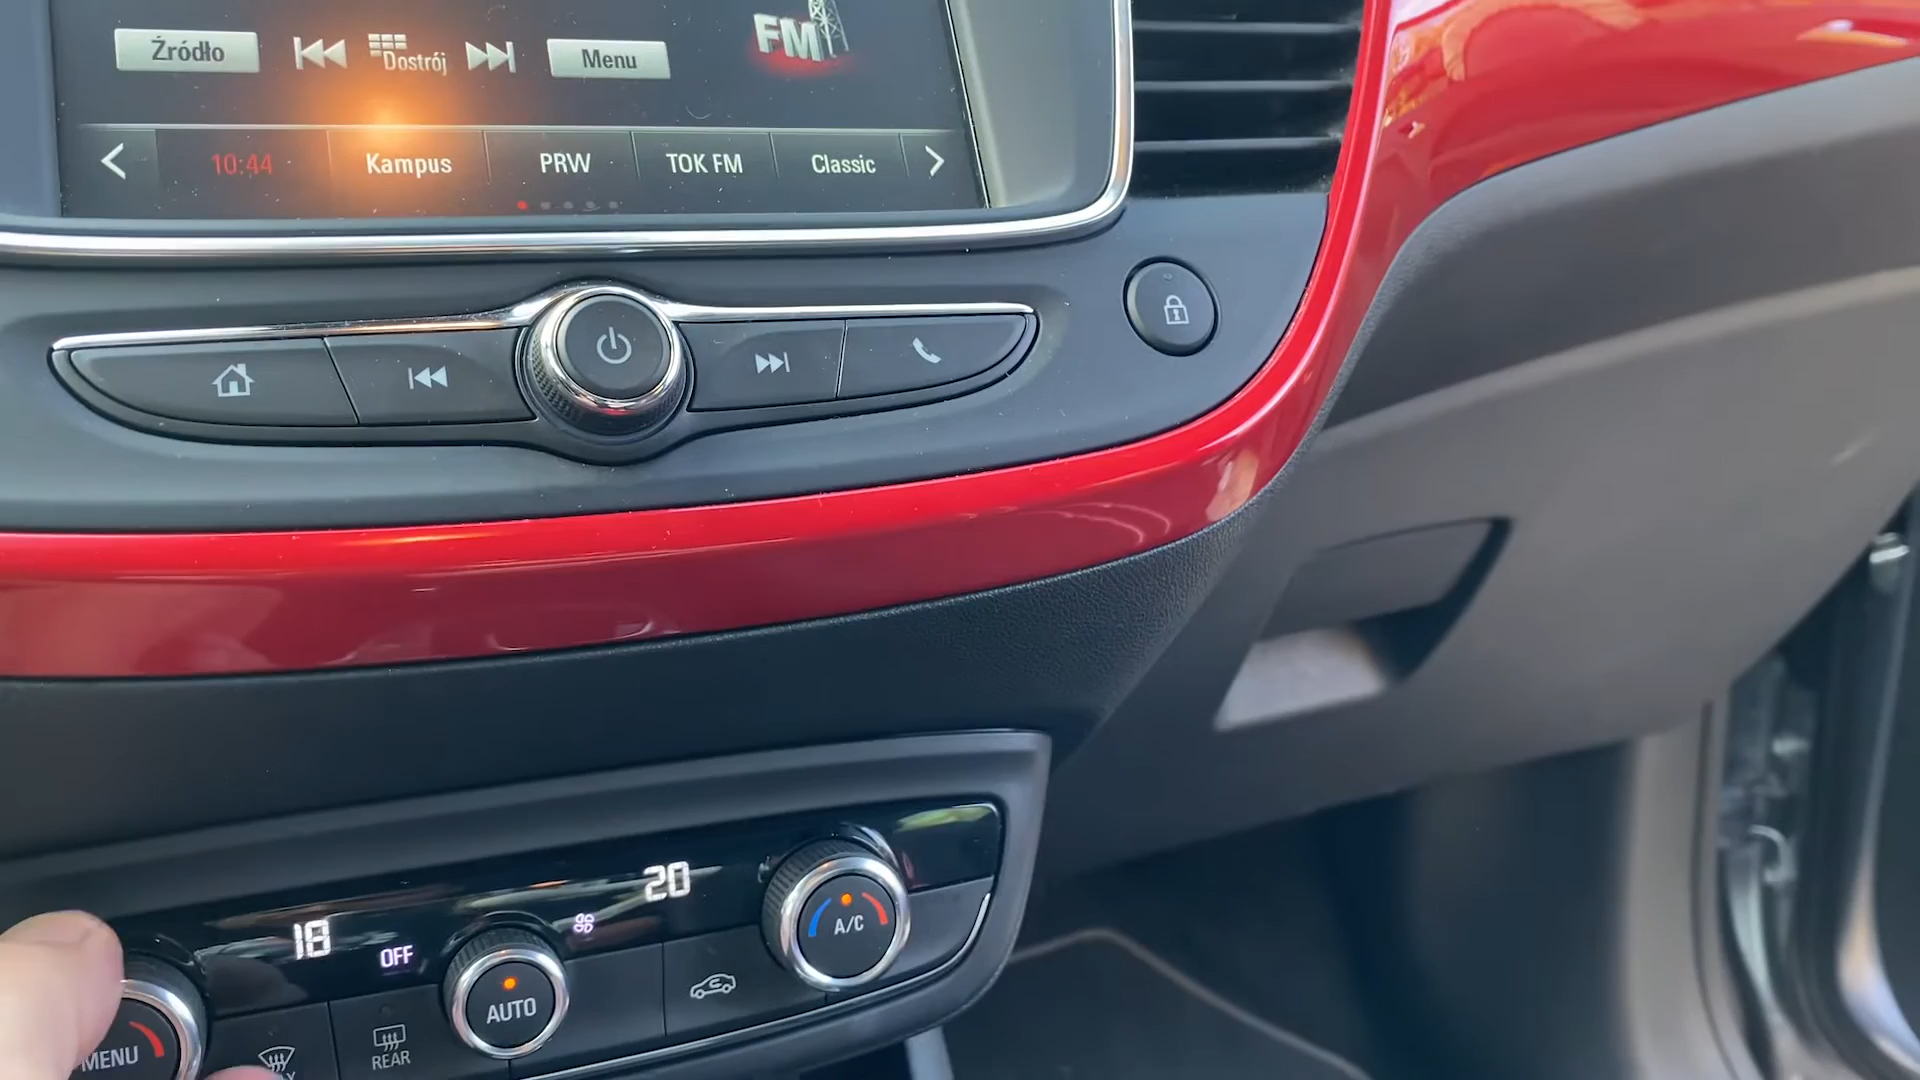 Źródło
Dostrój
Menu
FM
10:44
Kampus
PRW
TOK FM
Classic
18
OFF
20
A/C
AUTO
MENU
REAR